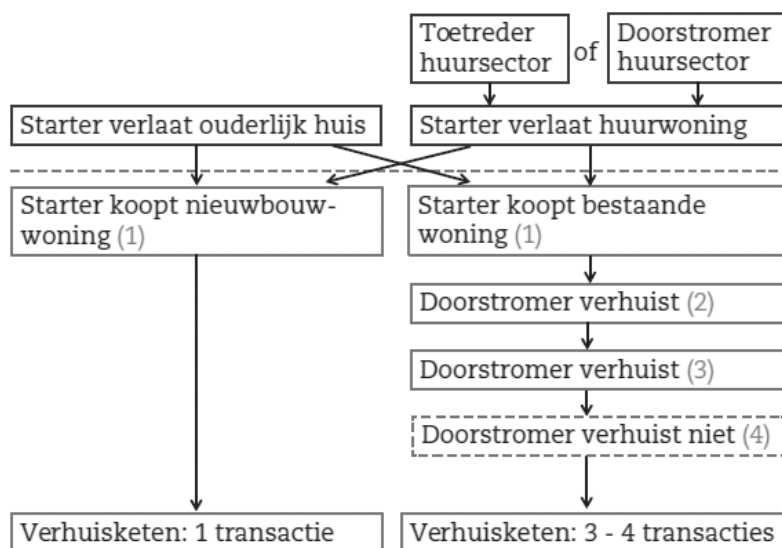 Toetreder
huursector
of
Doorstromer
huursector
Starter verlaat ouderlijk huis
Starter verlaat huurwoning
Starter koopt nieuwbouw-
woning (1)
Starter koopt bestaande
woning (1)
Doorstromer verhuist (2)
Doorstromer verhuist (3)
Doorstromer verhuist niet (4)
Verhuisketen: 1 transactie
Verhuisketen: 3 - 4 transacties